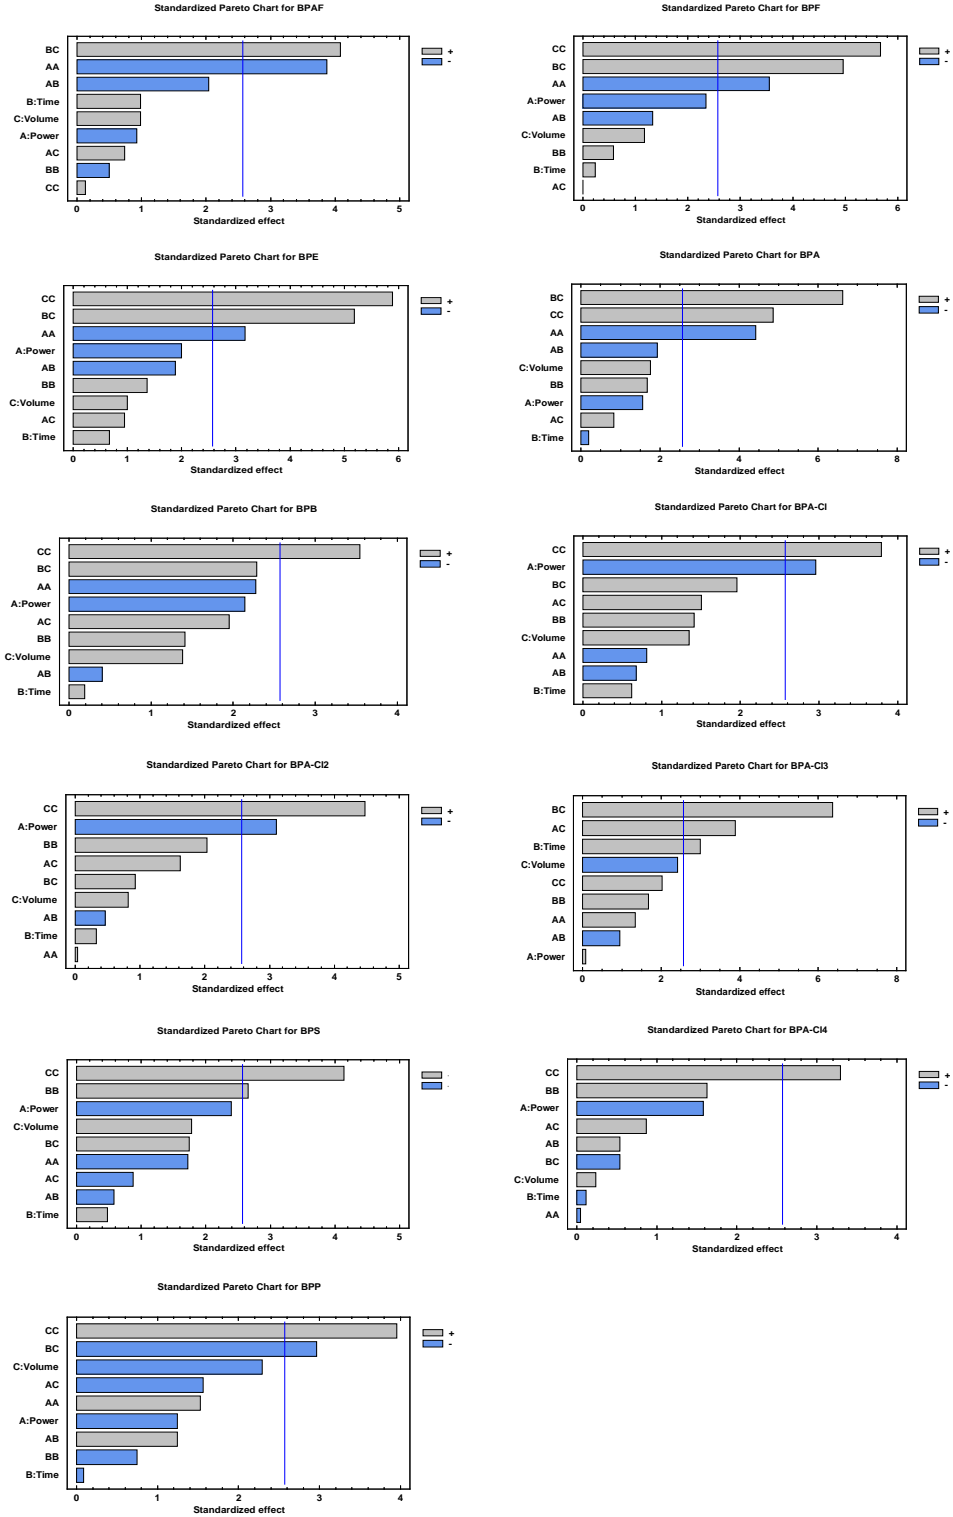 Standardized Pareto Chart for BPAF
BC
AA
AB
B:Time
C:Volume
A:Power
AC
BB
CC
0 1 2 3 4 5
Standardized effect
+
-
Standardized Pareto Chart for BPF
CC
BC
AA
A:Power
AB
C:Volume
BB
B:Time
AC
0 1 2 3 4 5 6
Standardized effect
+
-
Standardized Pareto Chart for BPE
CC
BC
AA
A:Power
AB
BB
C:Volume
AC
B:Time
0 1 2 3 4 5 6
Standardized effect
+
-
Standardized Pareto Chart for BPA
BC
CC
AA
AB
C:Volume
BB
A:Power
AC
B:Time
0 2 4 6 8
Standardized effect
+
-
Standardized Pareto Chart for BPB
CC
BC
AA
A:Power
AC
BB
C:Volume
AB
B:Time
0 1 2 3 4
Standardized effect
+
-
Standardized Pareto Chart for BPA-Cl
CC
A:Power
BC
AC
BB
C:Volume
AA
AB
B:Time
0 1 2 3 4
Standardized effect
+
-
Standardized Pareto Chart for BPA-Cl2
CC
A:Power
BB
AC
BC
C:Volume
AB
B:Time
AA
0 1 2 3 4 5
Standardized effect
+
-
Standardized Pareto Chart for BPA-Cl3
BC
AC
B:Time
C:Volume
CC
BB
AA
AB
A:Power
0 2 4 6 8
Standardized effect
+
-
Standardized Pareto Chart for BPS
CC
BB
A:Power
C:Volume
BC
AA
AC
AB
B:Time
0 1 2 3 4 5
Standardized effect
Standardized Pareto Chart for BPA-Cl4
CC
BB
A:Power
AC
AB
BC
C:Volume
B:Time
AA
0 1 2 3 4
Standardized effect
+
-
Standardized Pareto Chart for BPP
CC
BC
C:Volume
AC
AA
A:Power
AB
BB
B:Time
0 1 2 3 4
Standardized effect
+
-